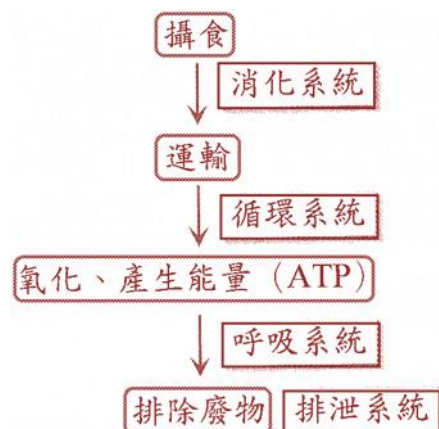 攝食
消化系統
運輸
循環系統
氧化、產生能量（ATP）
呼吸系統
排除廢物 排泄系統